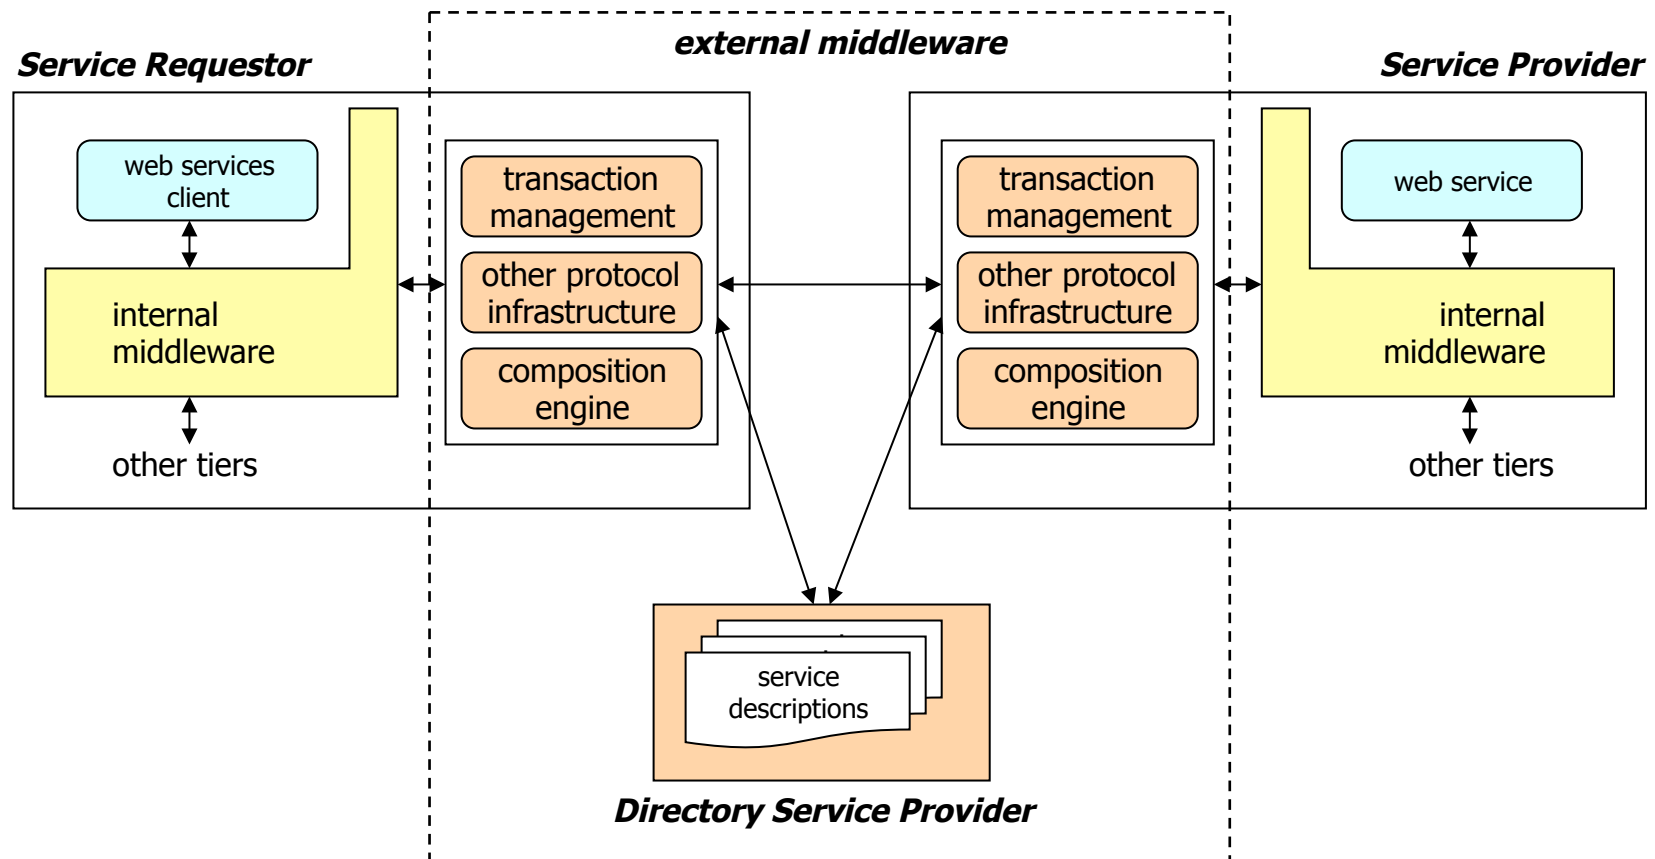 external middleware
Service Requestor
Service Provider
web services
client
transaction
management
other protocol
infrastructure
composition
engine
internal
middleware
other tiers
transaction
management
other protocol
infrastructure
composition
engine
web service
internal
middleware
other tiers
service
descriptions
Directory Service Provider